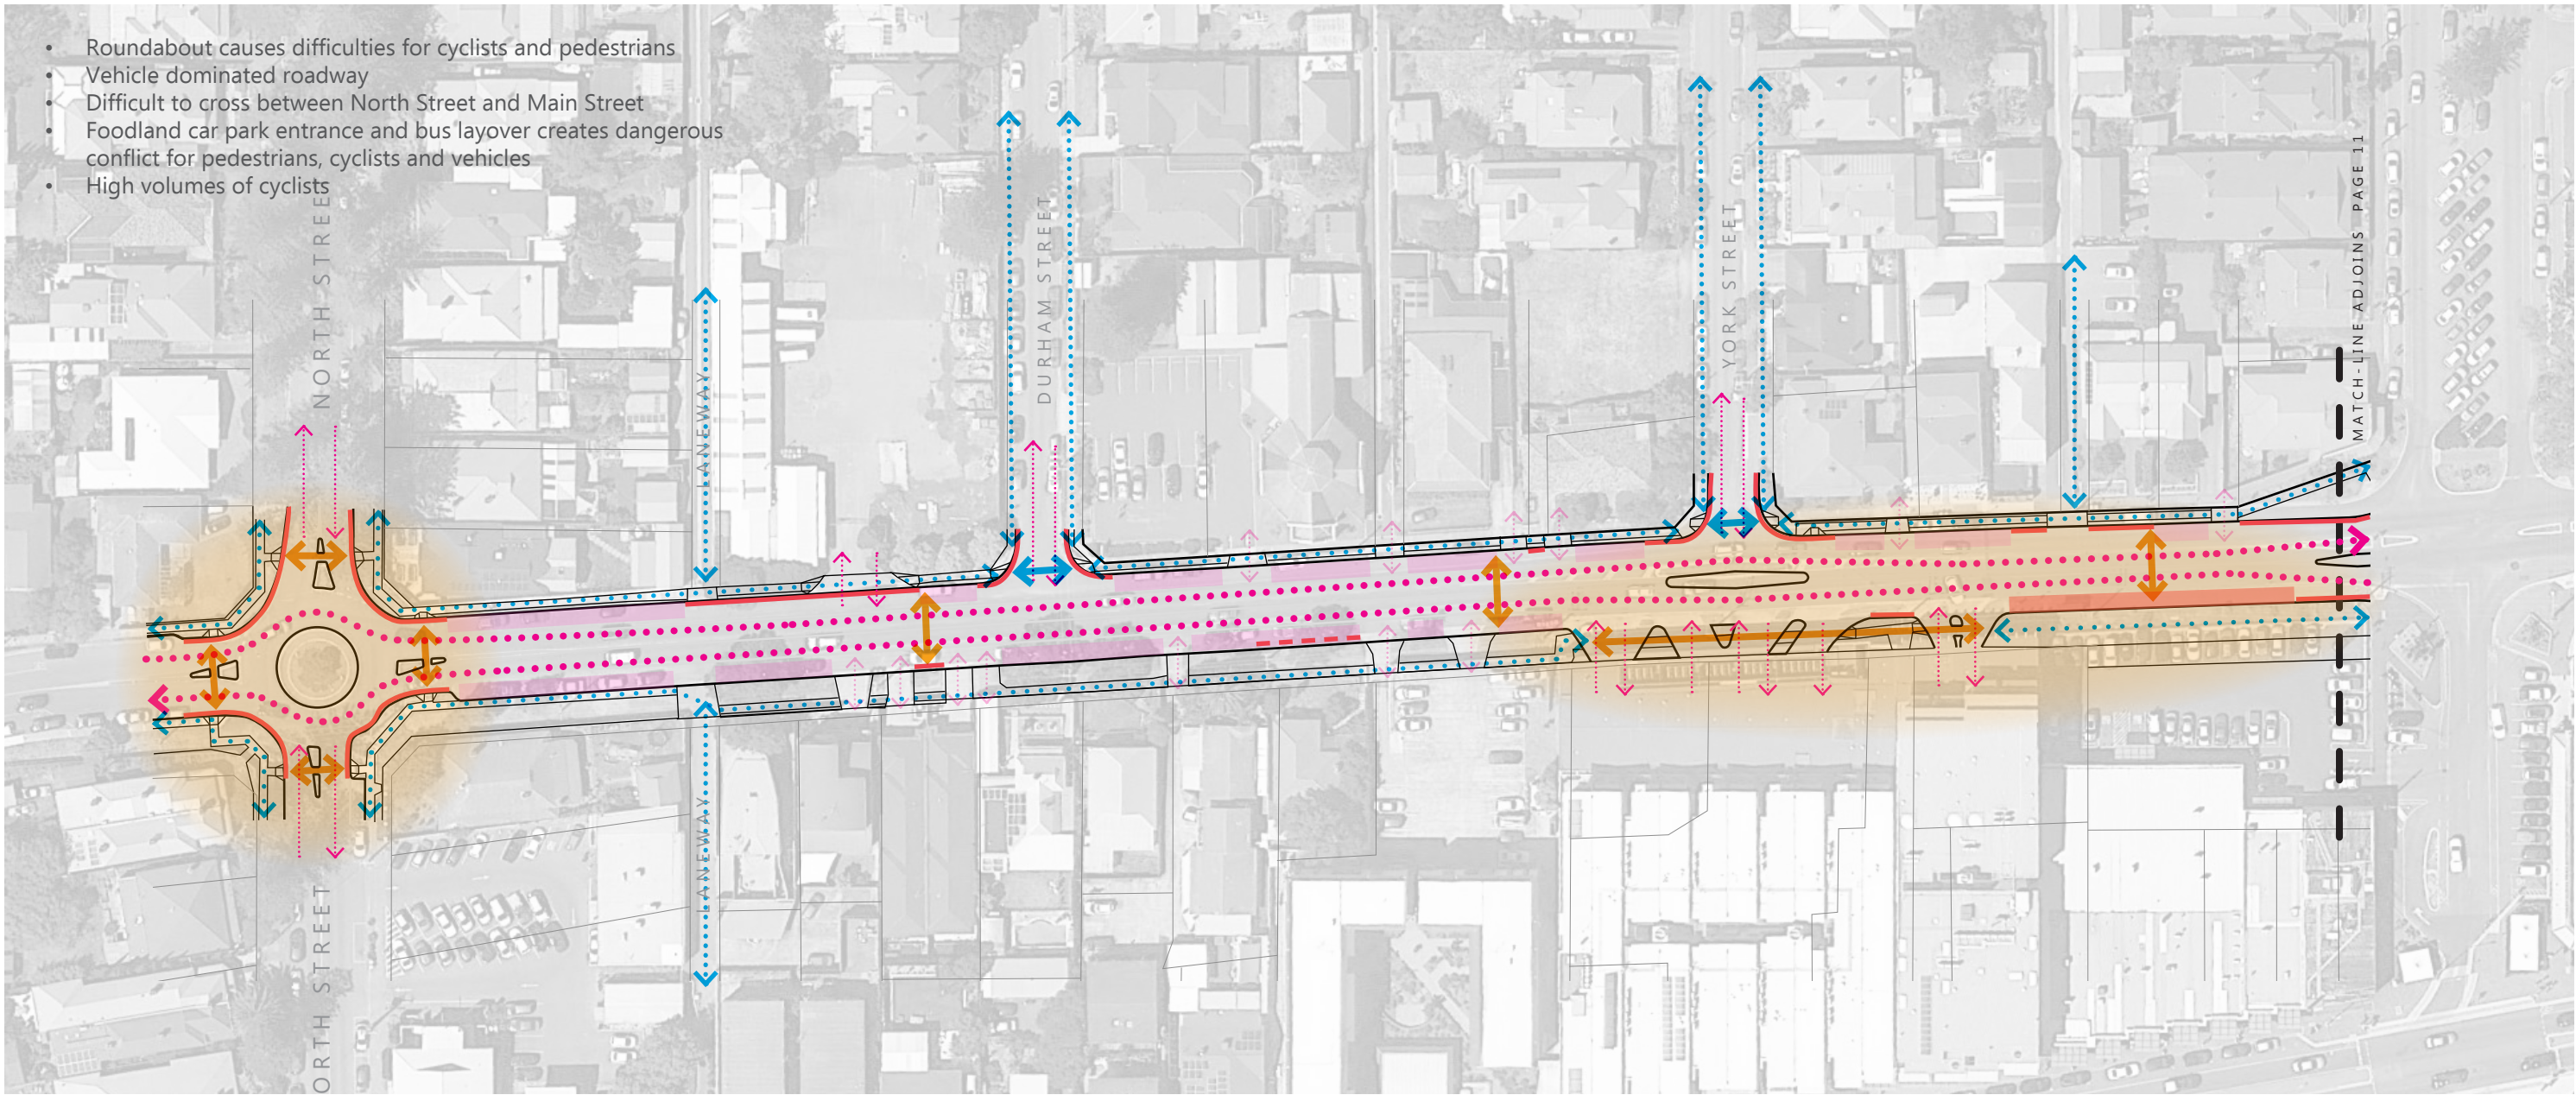 • Roundabout causes difficulties for cyclists and pedestrians
• Vehicle dominated roadway
• Difficult to cross between North Street and Main Street
• Foodland car park entrance and bus layover creates dangerous
conflict for pedestrians, cyclists and vehicles
• High volumes of cyclists
NORTH STREET
LANEWAY
DURHAM STREET
YORK STREET
MATCH-LINE ADJOINS PAGE 11
LANEWAY
NORTH STREET